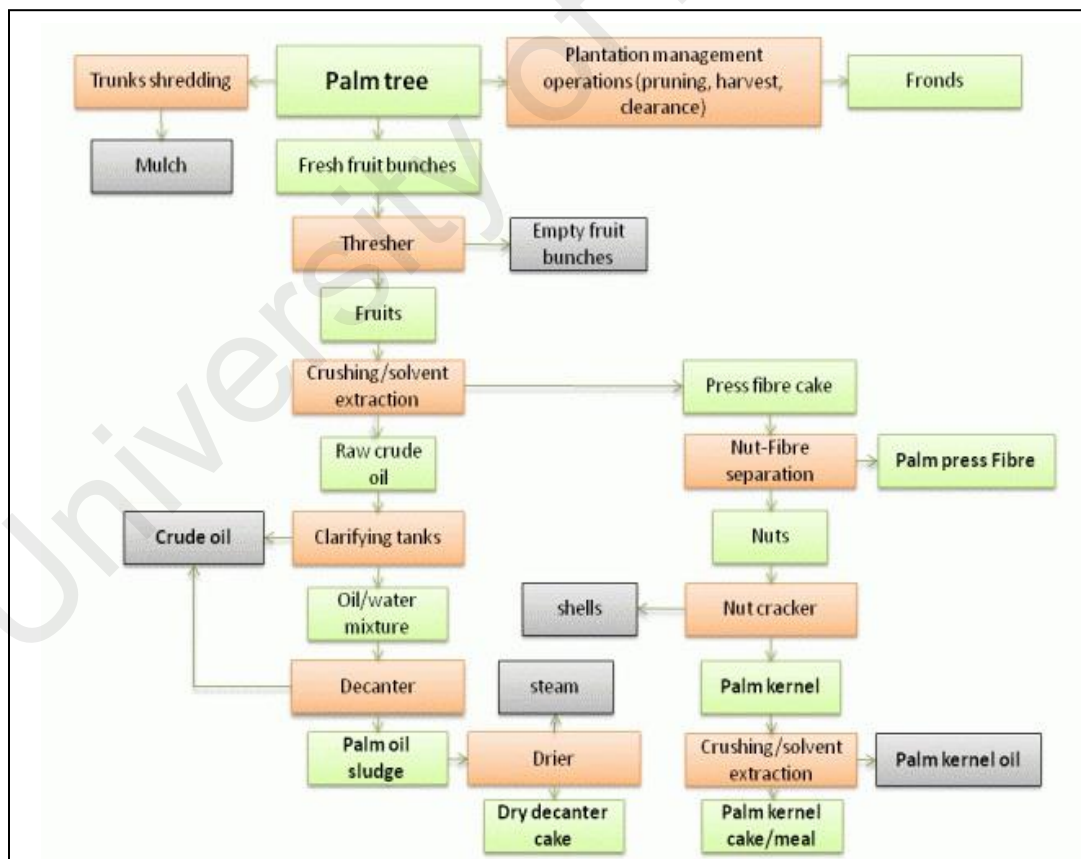 Trunks shredding
Palm tree
Plantation management
operations (pruning, harvest,
clearance)
Fronds
Mulch
Fresh fruit bunches
Thresher
Empty fruit
bunches
Fruits
Crushing/solvent
extraction
Press fibre cake
Raw crude
oil
Nut-Fibre
separation
Palm press Fibre
Crude oil
Clarifying tanks
Nuts
Oil/water
mixture
shells
Nut cracker
Decanter
steam
Palm kernel
Palm oil
sludge
Drier
Crushing/solvent
extraction
Palm kernel oil
Dry decanter
cake
Palm kernel
cake/meal
University of